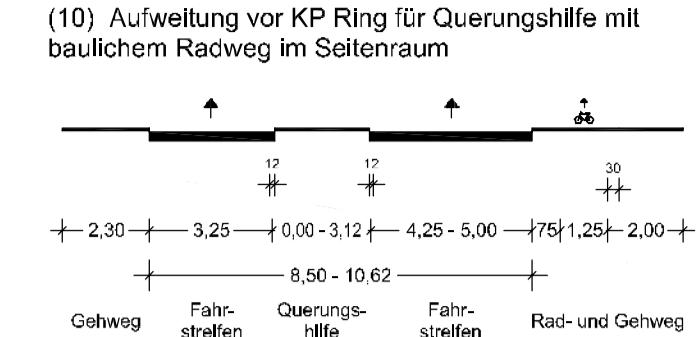 (10) Aufweitung vor KP Ring für Querungshilfe mit
baulichem Radweg im Seitenraum
12 12 30
2,30 3,25 0,00 - 3,12 4,25 - 5,00 75 1,25 2,00
8,50 - 10,62
Gehweg Fahr- Querungs- Fahr- Rad- und Gehweg
streifen hilfe streifen